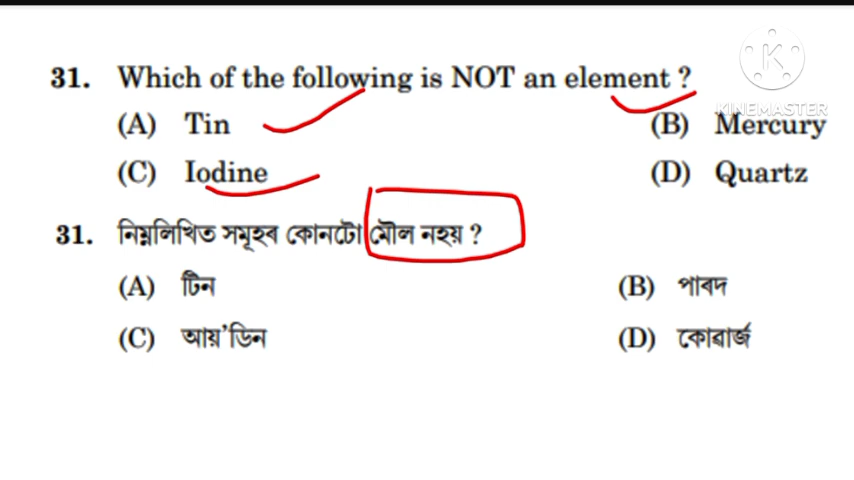 31. Which of the following is NOT an element ?
KINEMASTER
(A) Tin (B) Mercury
(C) Iodine (D) Quartz
31. নিম্নলিখিত সমূহৰ কোনটো মৌল নহয় ?
(A) টিন (B) পাৰদ
(C) আয়'ডিন (D) কোৱাৰ্জ